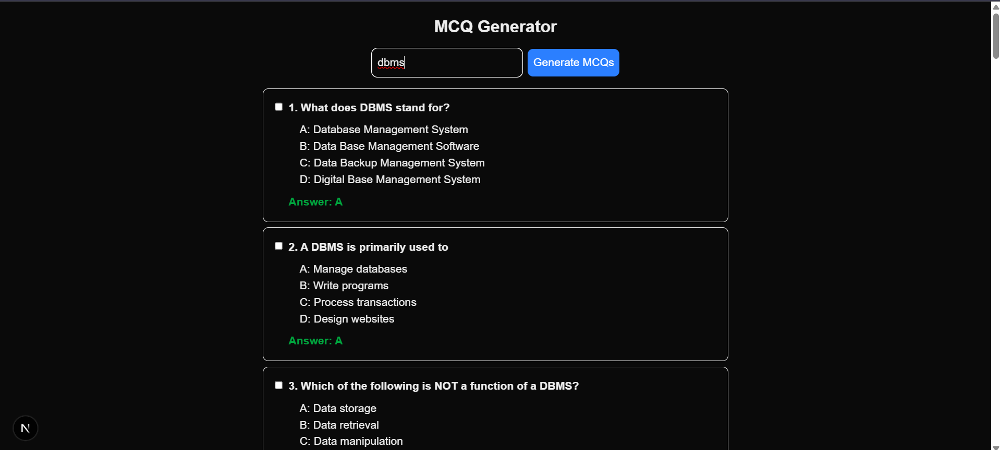 MCQ Generator
dbms
Generate MCQs
1. What does DBMS stand for?
A: Database Management System
B: Data Base Management Software
C: Data Backup Management System
D: Digital Base Management System
Answer: A
2. A DBMS is primarily used to
A: Manage databases
B: Write programs
C: Process transactions
D: Design websites
Answer: A
3. Which of the following is NOT a function of a DBMS?
A: Data storage
B: Data retrieval
C: Data manipulation
N